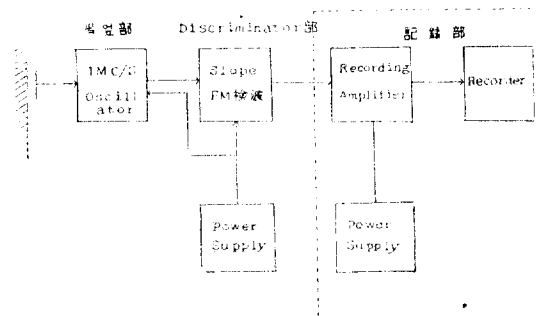 Discriminator部
記錄部
1MC/S
Oscill
ator
Slope
FM検波
Recording
Amplifier
Recorder
Power
Supply
Power
Supply